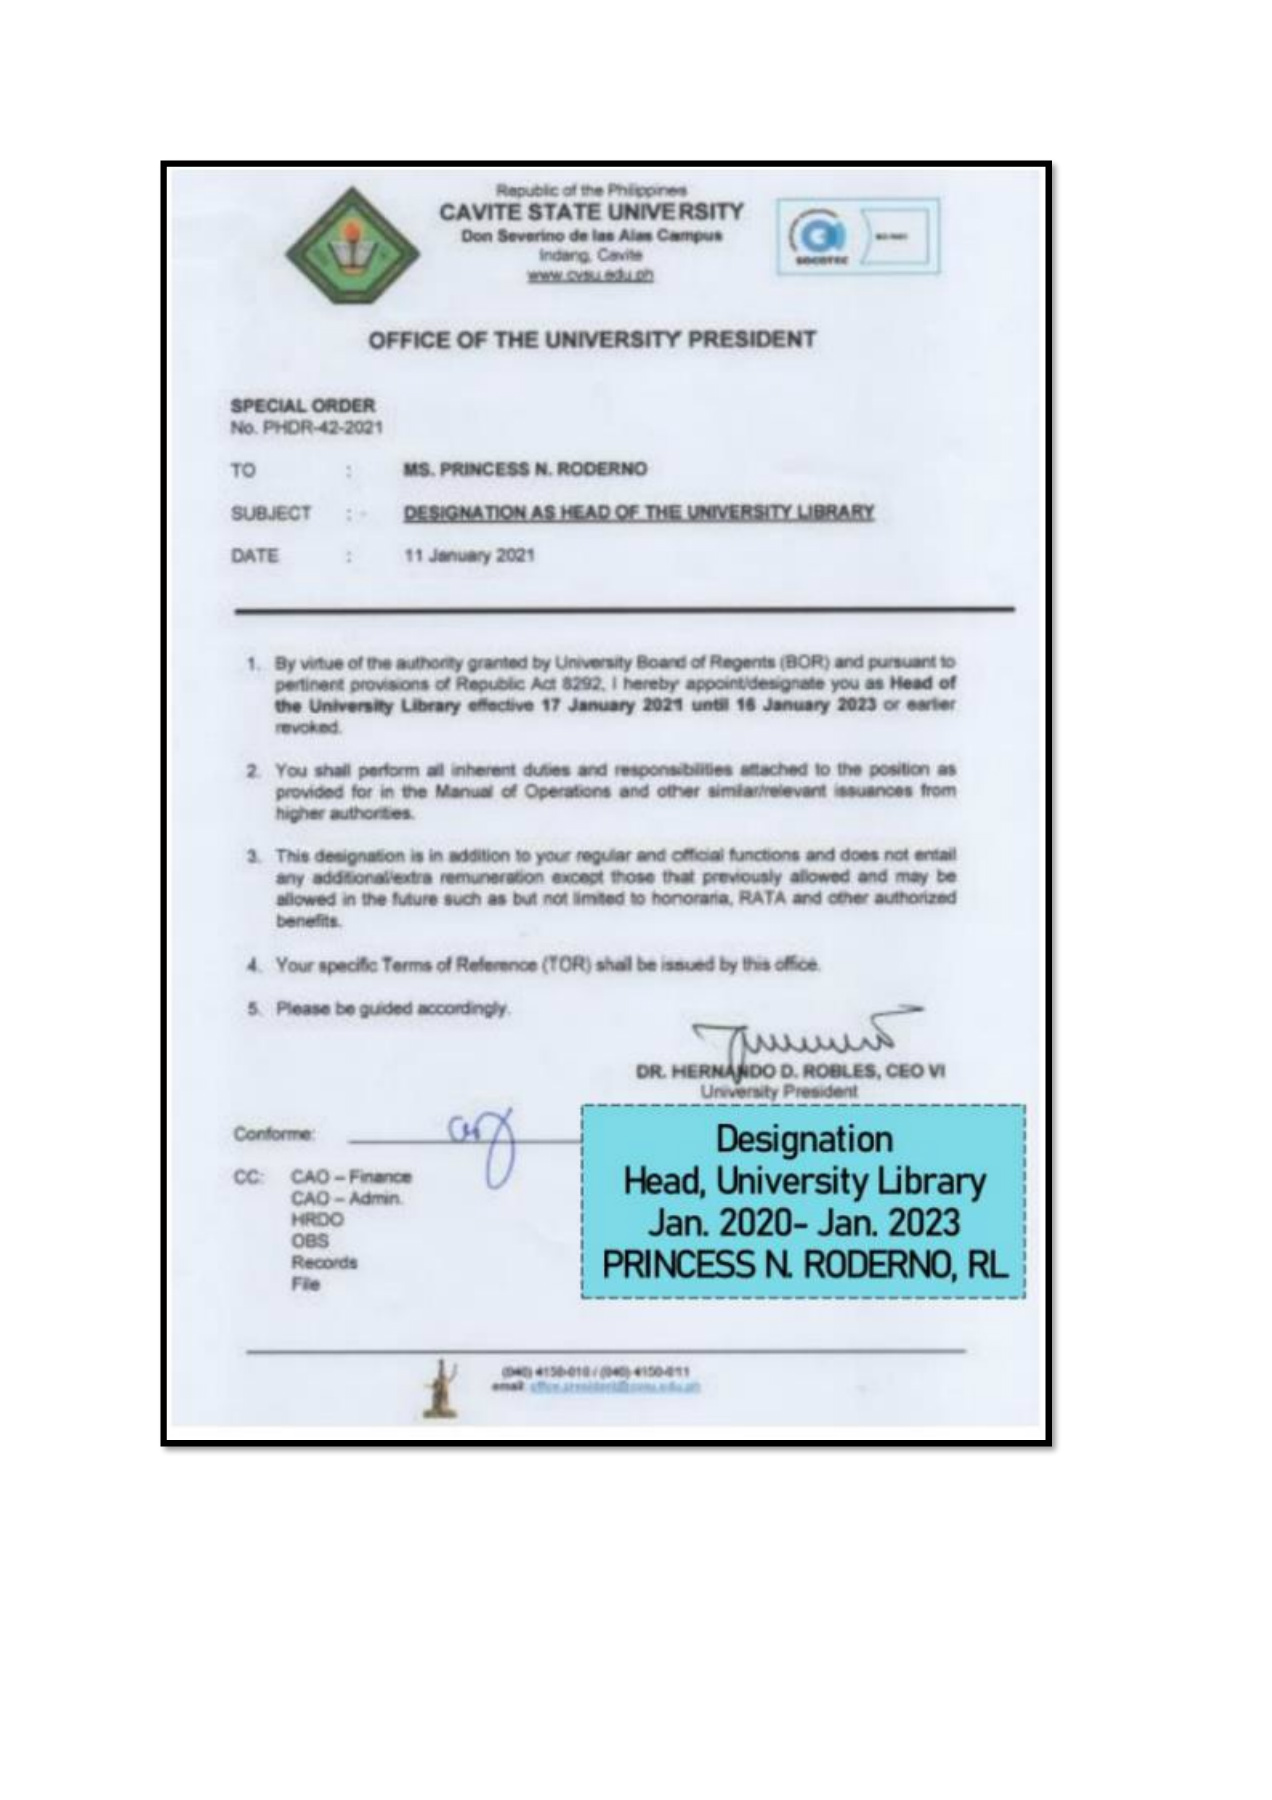 Republic of the Philippines
CAVITE STATE UNIVERSITY
Don Severino de las Alas Campus
Indang, Cavite
www.cvsu.edu.ph
SOCOTEC
OFFICE OF THE UNIVERSITY PRESIDENT
SPECIAL ORDER
No. PHDR-42-2021
TO : MS. PRINCESS N. RODERNO
SUBJECT : - DESIGNATION AS HEAD OF THE UNIVERSITY LIBRARY
DATE : 11 January 2021
1. By virtue of the authority granted by University Board of Regents (BOR) and pursuant to
pertinent provisions of Republic Act 8292, I hereby appoint/designate you as Head of
the University Library effective 17 January 2021 until 16 January 2023 or earlier
revoked.
2. You shall perform all inherent duties and responsibilities attached to the position as
provided for in the Manual of Operations and other similar/relevant issuances from
higher authorities.
3. This designation is in addition to your regular and official functions and does not entail
any additional/extra remuneration except those that previously allowed and may be
allowed in the future such as but not limited to honoraria, RATA and other authorized
benefits.
4. Your specific Terms of Reference (TOR) shall be issued by this office.
5. Please be guided accordingly.
DR. HERNANDO D. ROBLES, CEO VI
University President
Conforme:
CC: CAO – Finance
CAO – Admin.
HRDO
OBS
Records
File
Designation
Head, University Library
Jan. 2020- Jan. 2023
PRINCESS N. RODERNO, RL
(046) 4150-010 / (046) 4150-011
email: